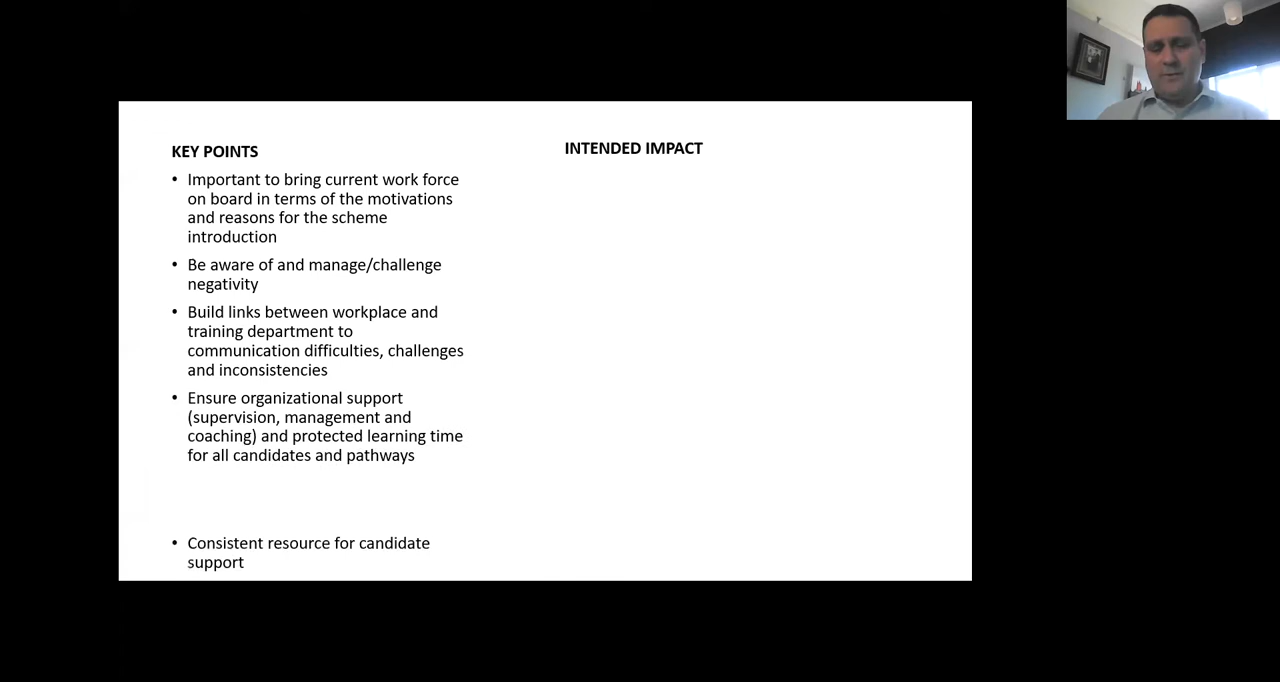 KEY POINTS
• Important to bring current work force
on board in terms of the motivations
and reasons for the scheme
introduction
• Be aware of and manage/challenge
negativity
• Build links between workplace and
training department to
communication difficulties, challenges
and inconsistencies
• Ensure organizational support
(supervision, management and
coaching) and protected learning time
for all candidates and pathways
• Consistent resource for candidate
support
INTENDED IMPACT